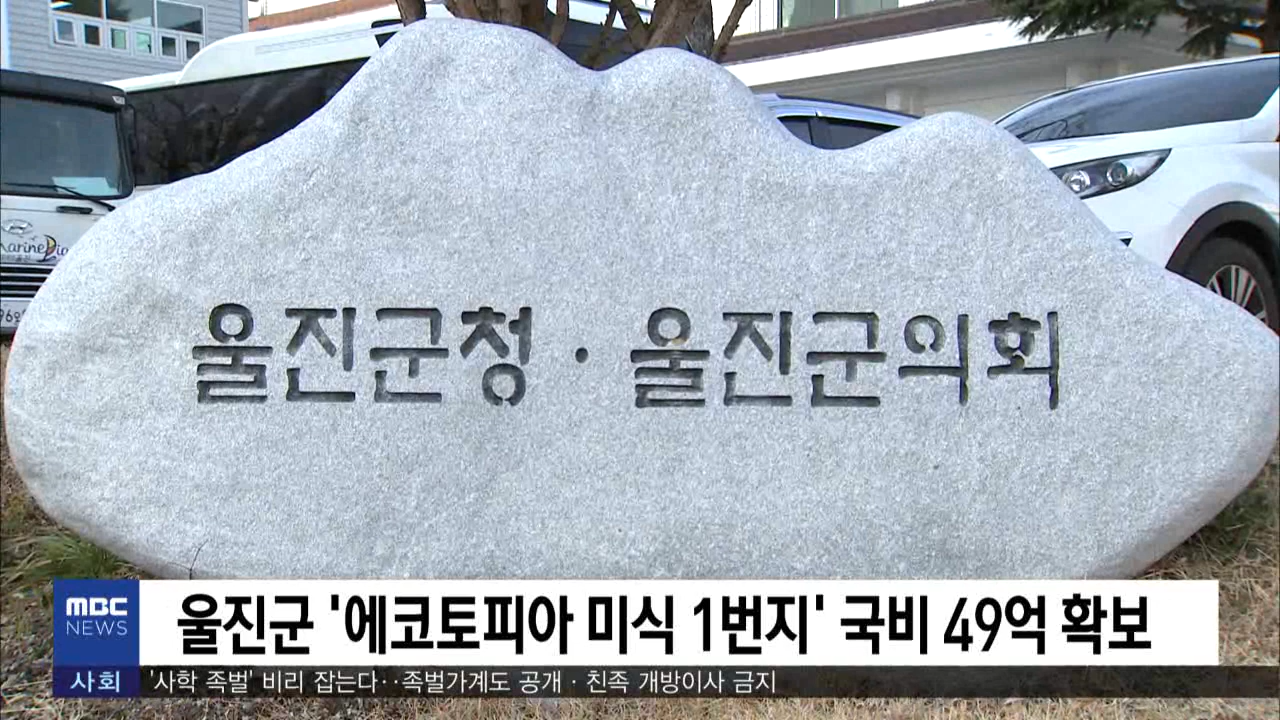 울진군청·울진군의회
MBC
NEWS
울진군 '에코토피아 미식 1번지' 국비 49억 확보
사회
'사학 족벌' 비리 잡는다··족벌가계도 공개·친족 개방이사 금지